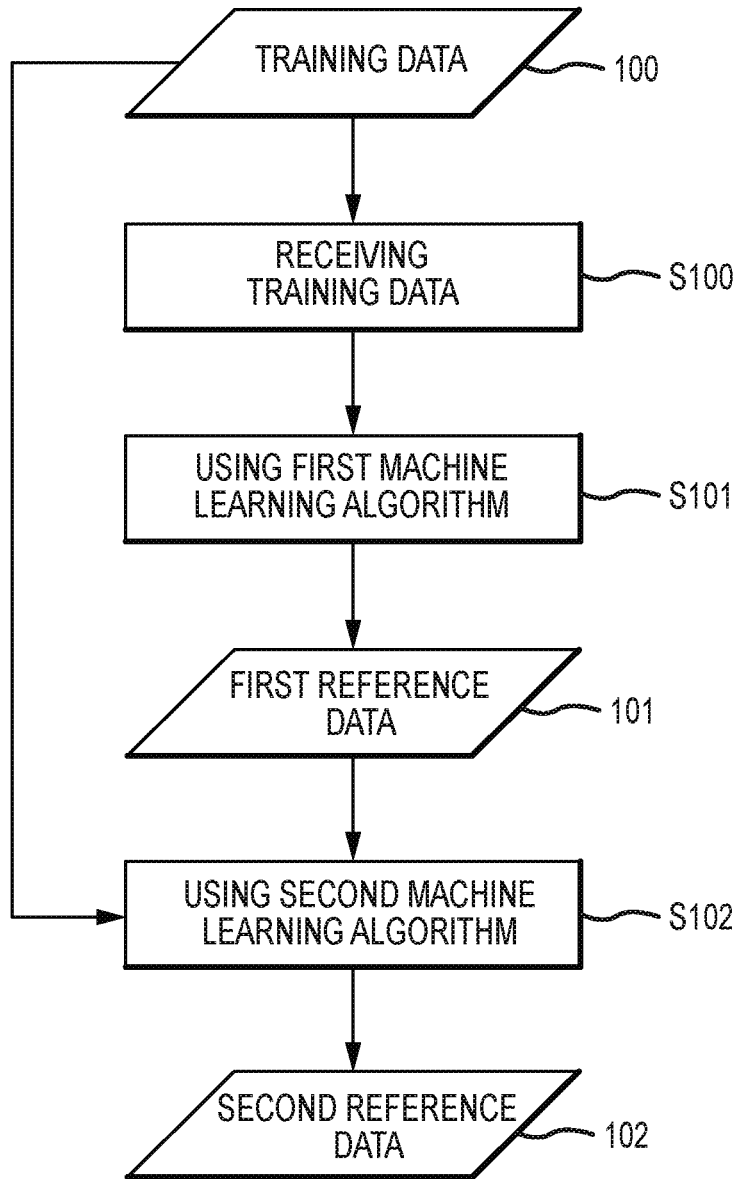 TRAINING DATA
100
RECEIVING
TRAINING DATA
S100
USING FIRST MACHINE
LEARNING ALGORITHM
S101
FIRST REFERENCE
DATA
101
USING SECOND MACHINE
LEARNING ALGORITHM
S102
SECOND REFERENCE
DATA
102